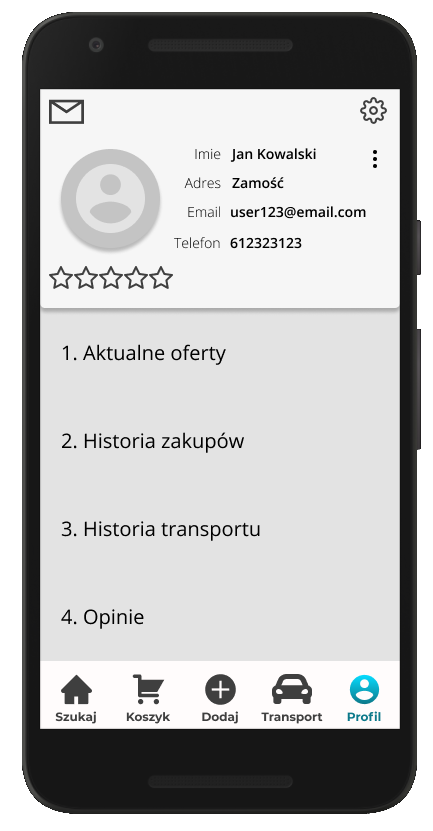 Imie Jan Kowalski
Adres Zamość
Email user123@email.com
Telefon 612323123
1. Aktualne oferty
2. Historia zakupów
3. Historia transportu
4. Opinie
Szukaj Koszyk Dodaj Transport Profil